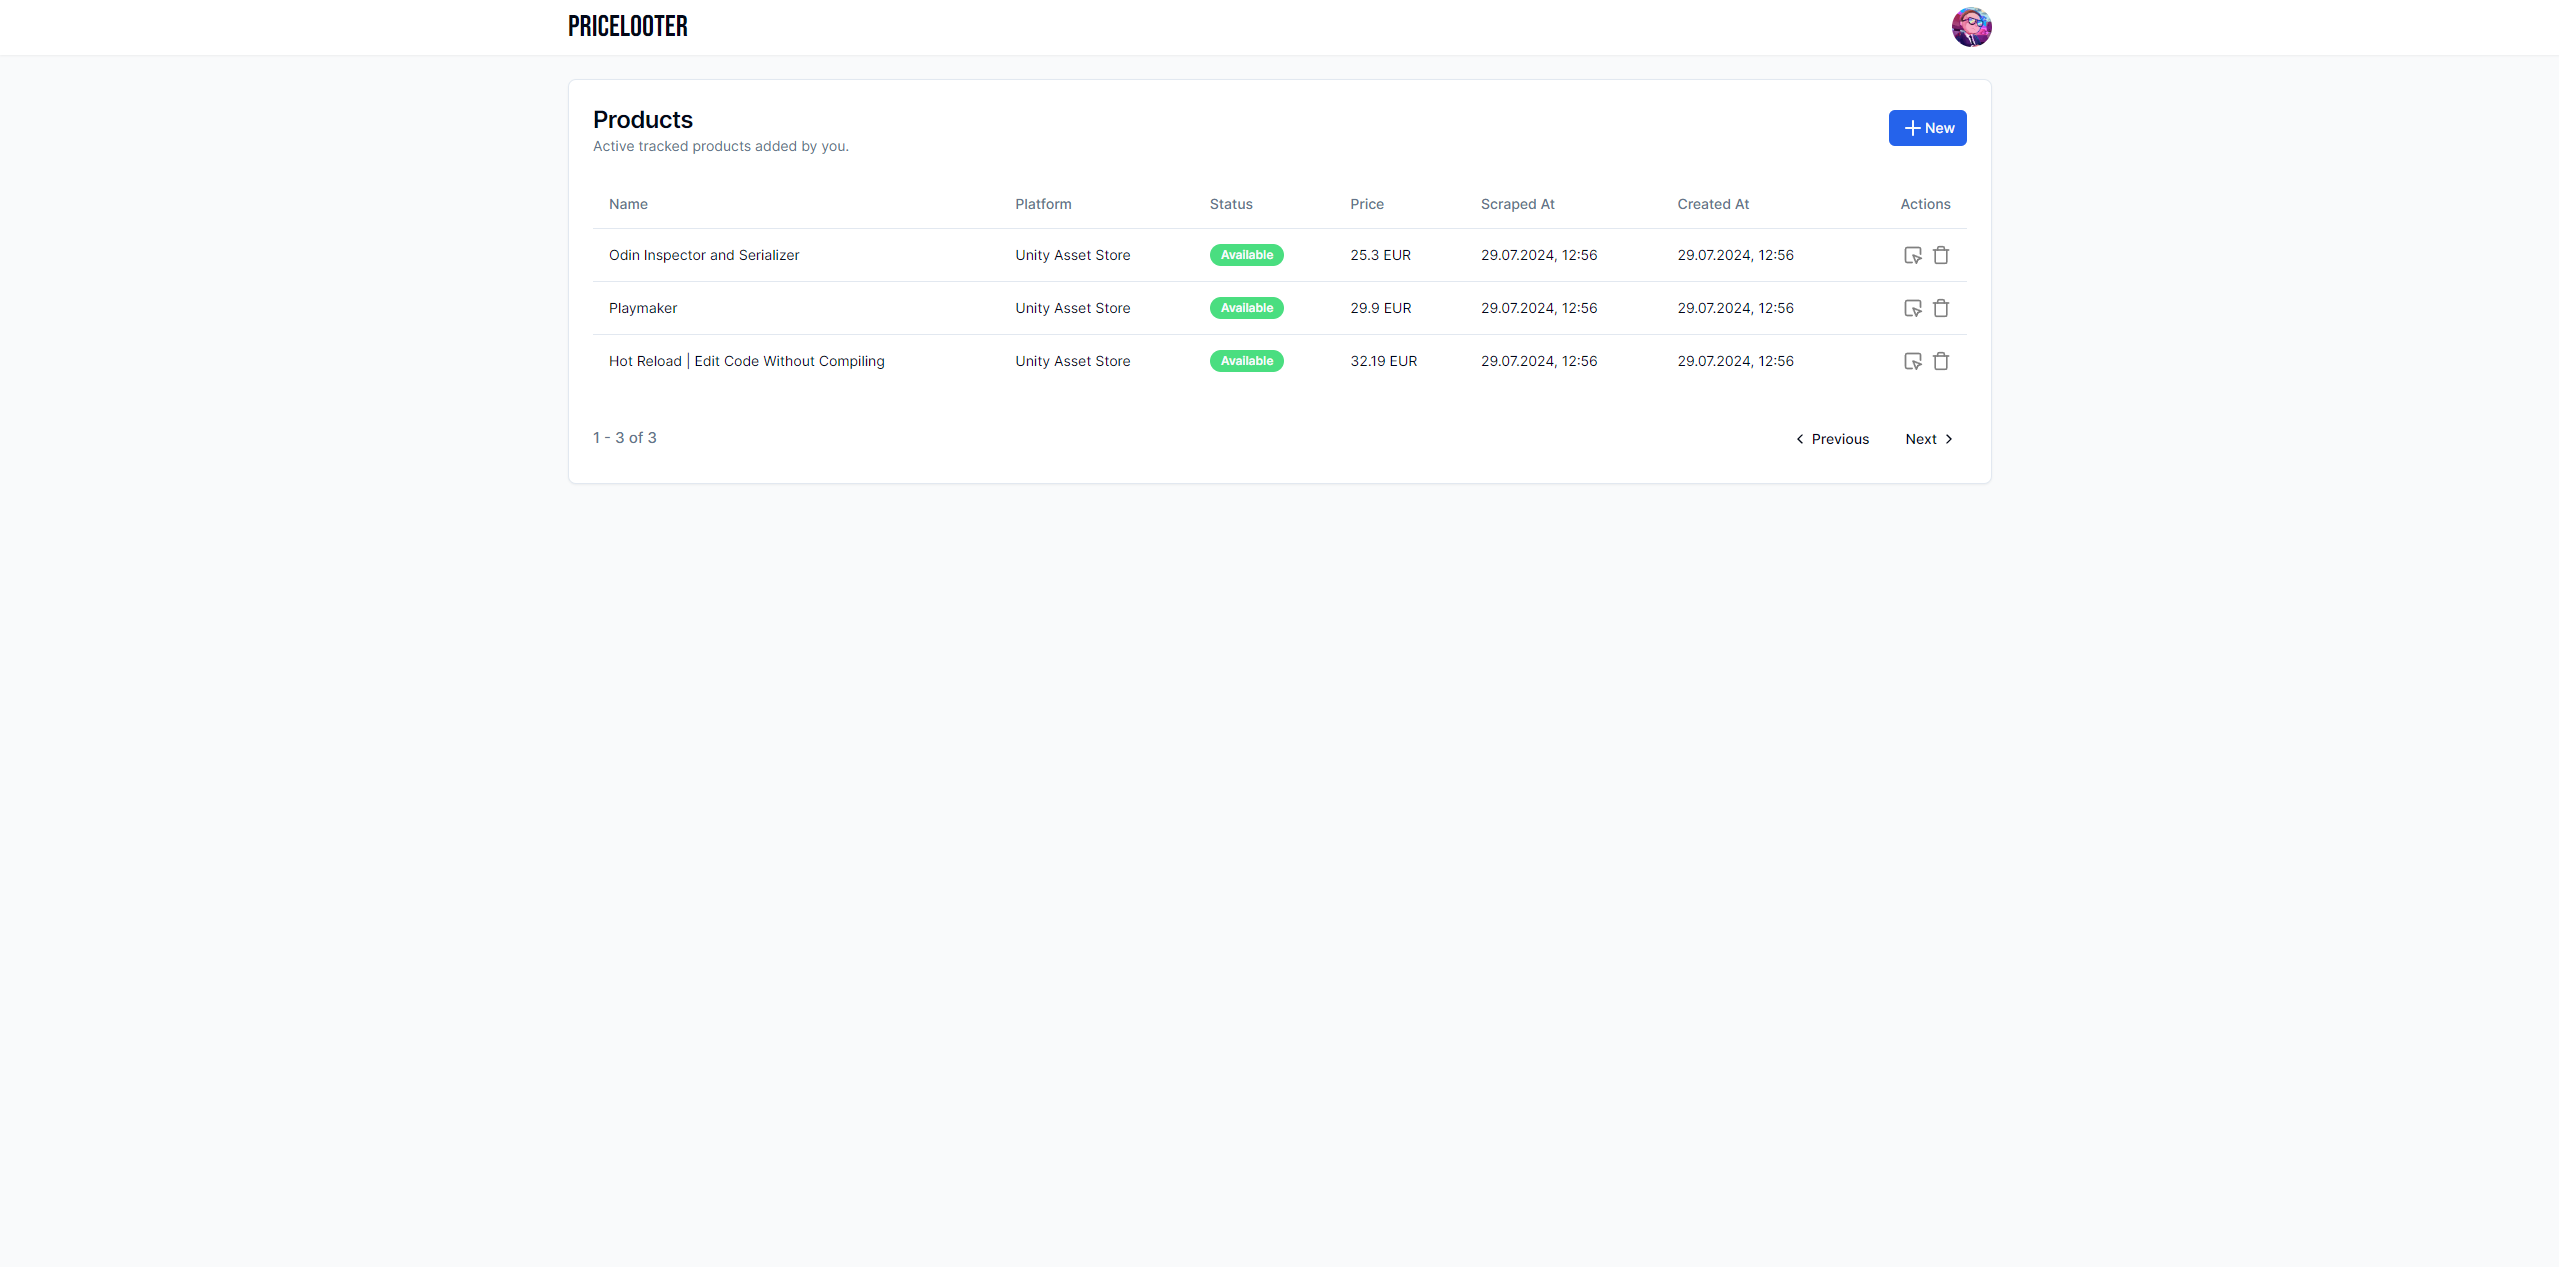 PRICELOOTER
Products
Active tracked products added by you.
New
Name Platform Status Price Scraped At Created At Actions
Odin Inspector and Serializer Unity Asset Store Available 25.3 EUR 29.07.2024, 12:56 29.07.2024, 12:56
Playmaker Unity Asset Store Available 29.9 EUR 29.07.2024, 12:56 29.07.2024, 12:56
Hot Reload | Edit Code Without Compiling Unity Asset Store Available 32.19 EUR 29.07.2024, 12:56 29.07.2024, 12:56
1 - 3 of 3 Previous Next